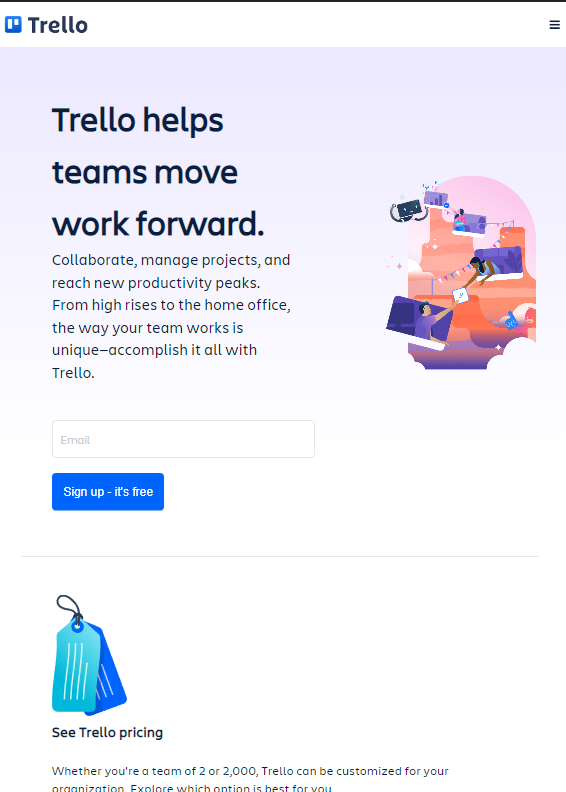 Trello
Trello helps
teams move
work forward.
Collaborate, manage projects, and
reach new productivity peaks.
From high rises to the home office,
the way your team works is
unique—accomplish it all with
Trello.
Email
Sign up - it's free
See Trello pricing
Whether you're a team of 2 or 2,000, Trello can be customized for your
organization. Explore which option is best for you.